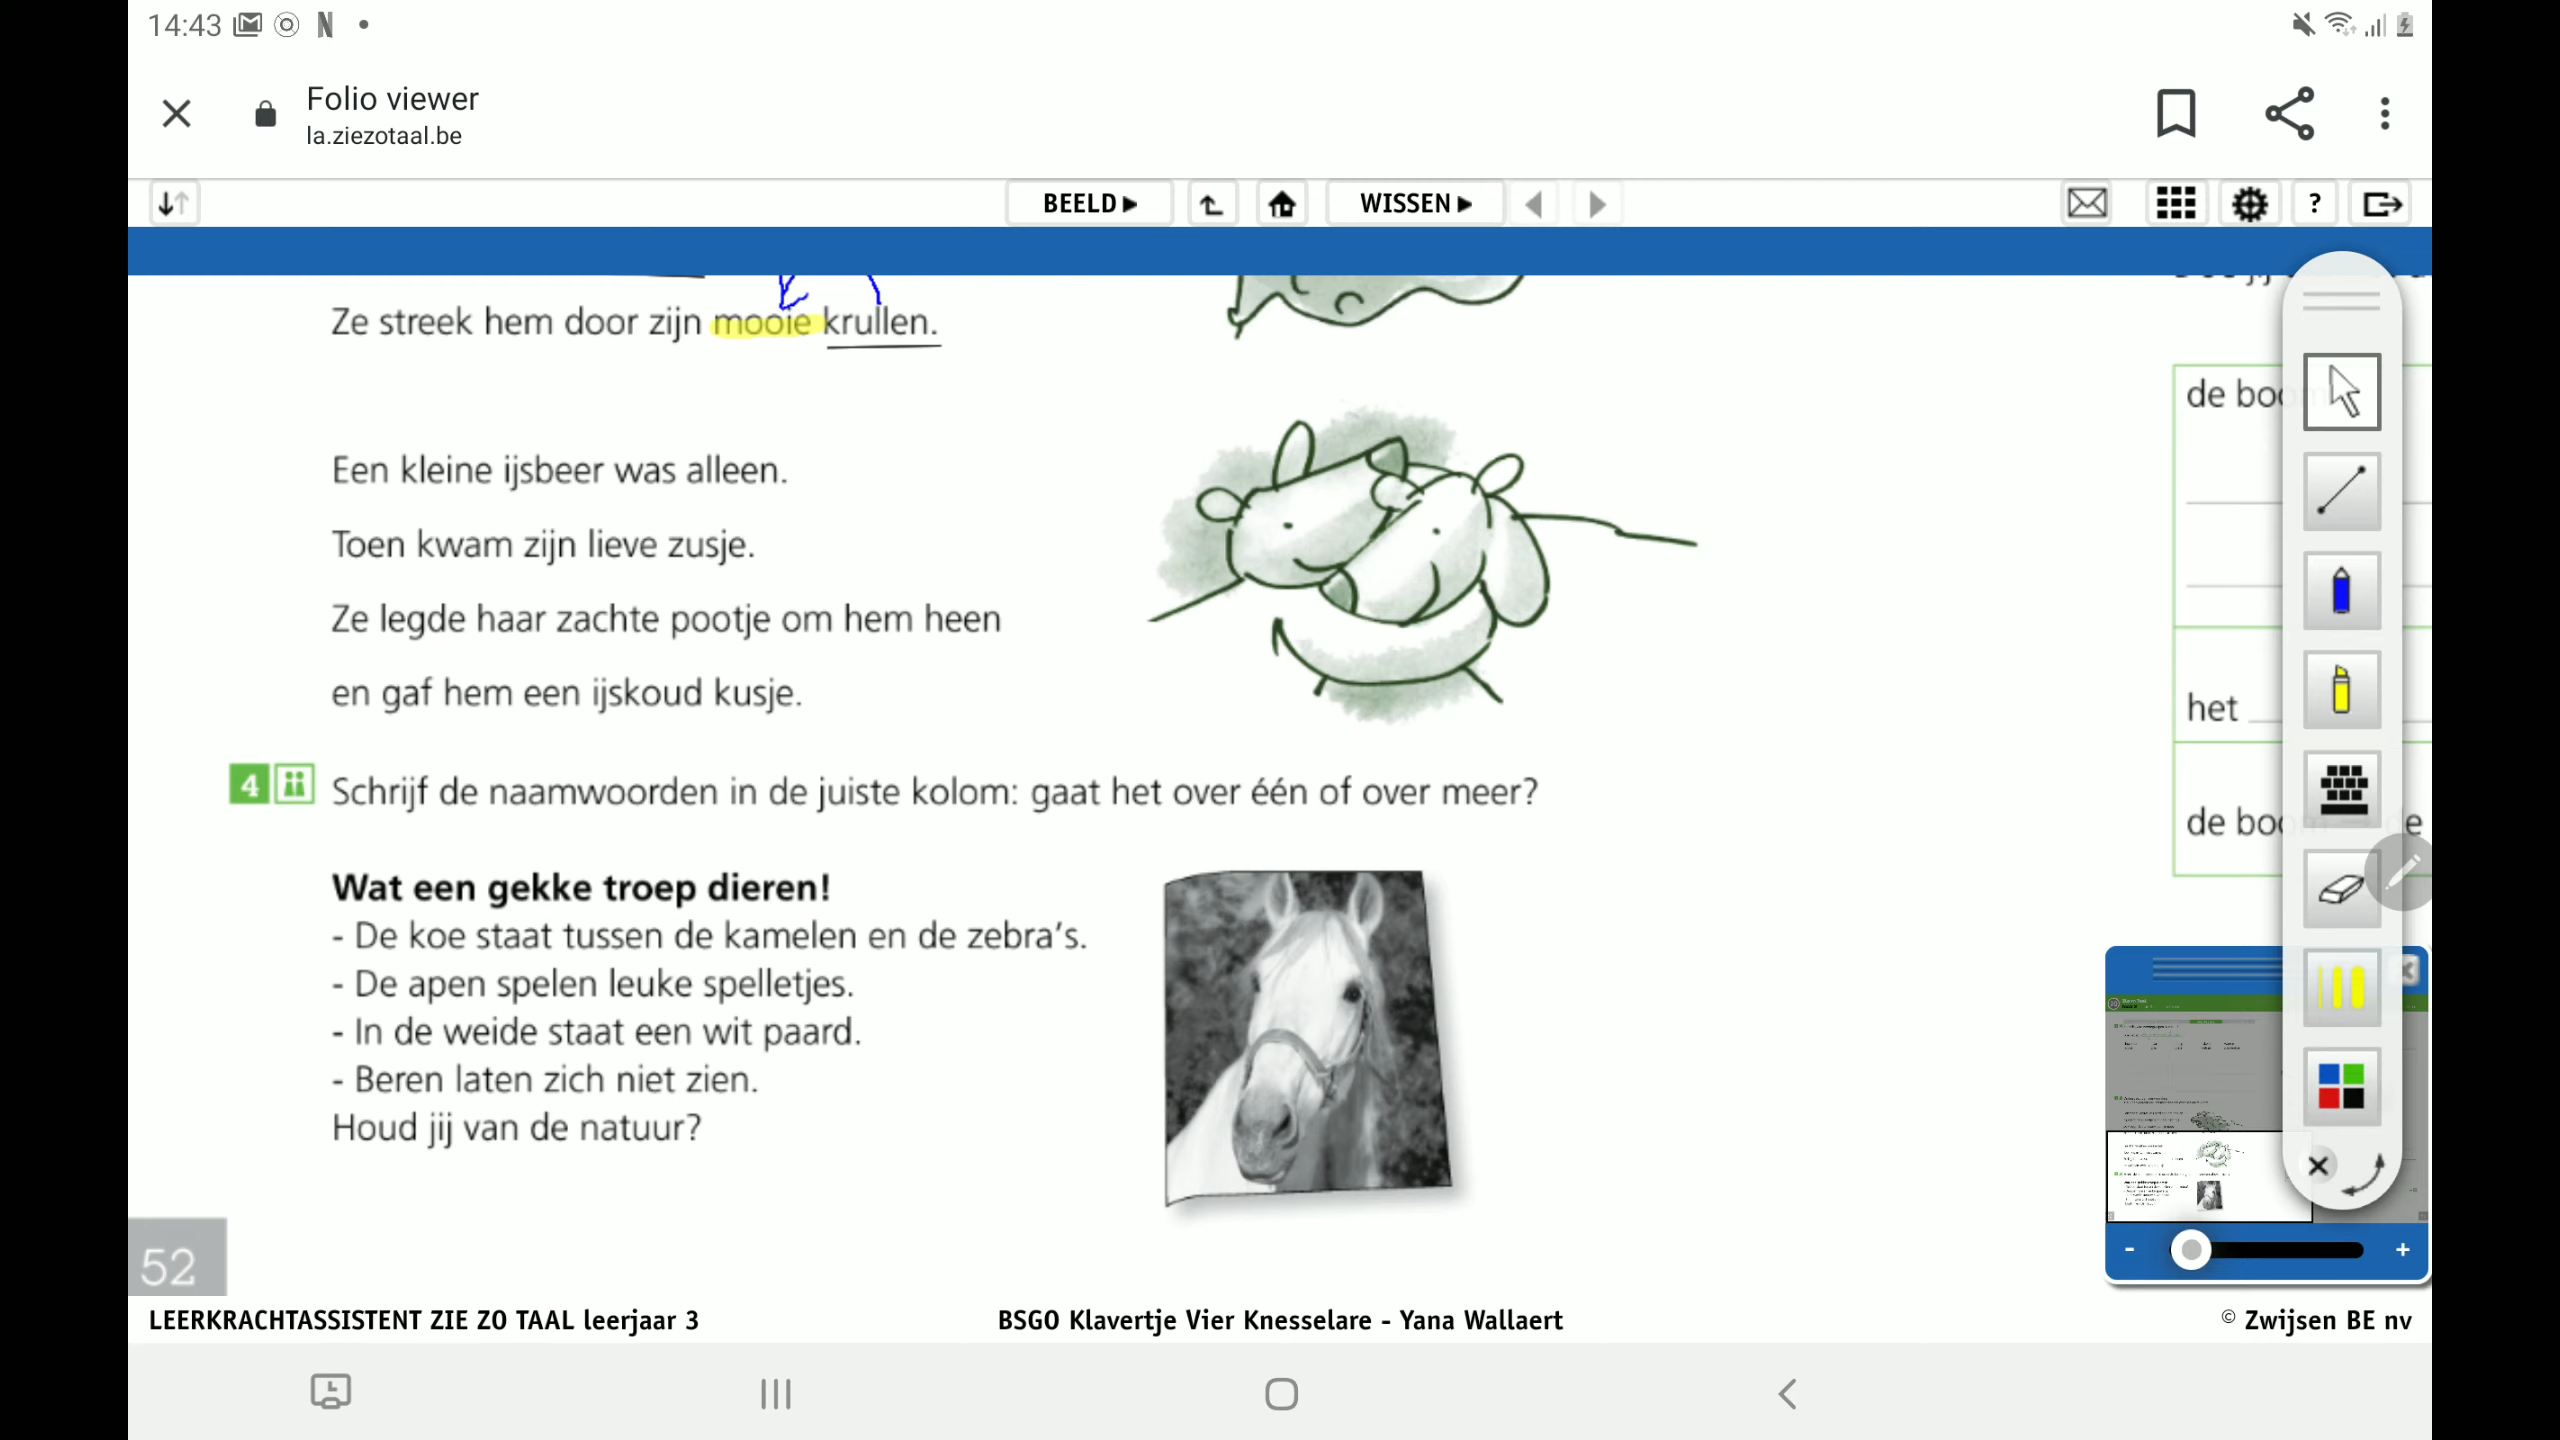 14:43
Folio viewer
la.ziezotaal.be
BEELD
WISSEN
?
Ze streek hem door zijn mooie krullen.
Een kleine ijsbeer was alleen.
Toen kwam zijn lieve zusje.
Ze legde haar zachte pootje om hem heen
en gaf hem een ijskoud kusje.
4 Schrijf de naamwoorden in de juiste kolom: gaat het over één of over meer?
Wat een gekke troep dieren!
- De koe staat tussen de kamelen en de zebra's.
- De apen spelen leuke spelletjes.
- In de weide staat een wit paard.
- Beren laten zich niet zien.
Houd jij van de natuur?
de boom
het
de boom de
- +
52
LEERKRACHTASSISTENT ZIE ZO TAAL leerjaar 3
BSGO Klavertje Vier Knesselare - Yana Wallaert
© Zwijsen BE nv